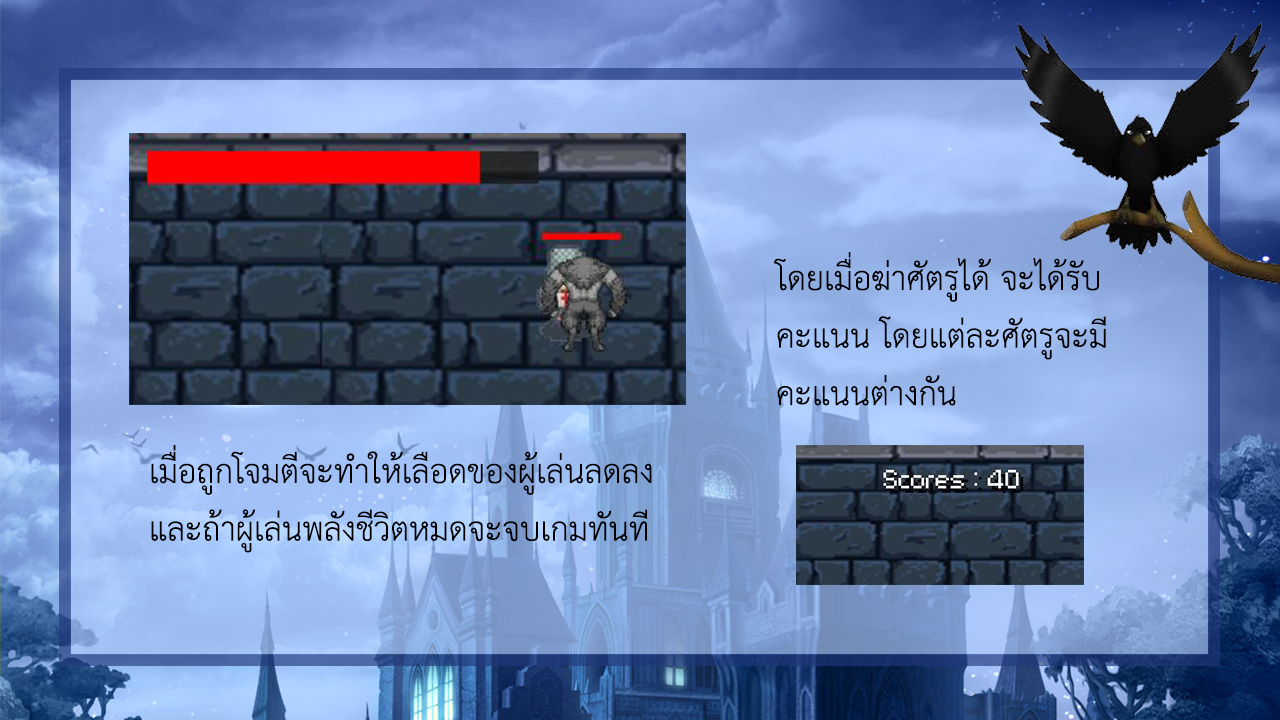 เมื่อถูกโจมตีจะทำให้เลือดของผู้เล่นลดลง
และถ้าผู้เล่นพลังชีวิตหมดจะจบเกมทันที
โดยเมื่อฆ่าศัตรูได้ จะได้รับ
คะแนน โดยแต่ละศัตรูจะมี
คะแนนต่างกัน
Scores : 40